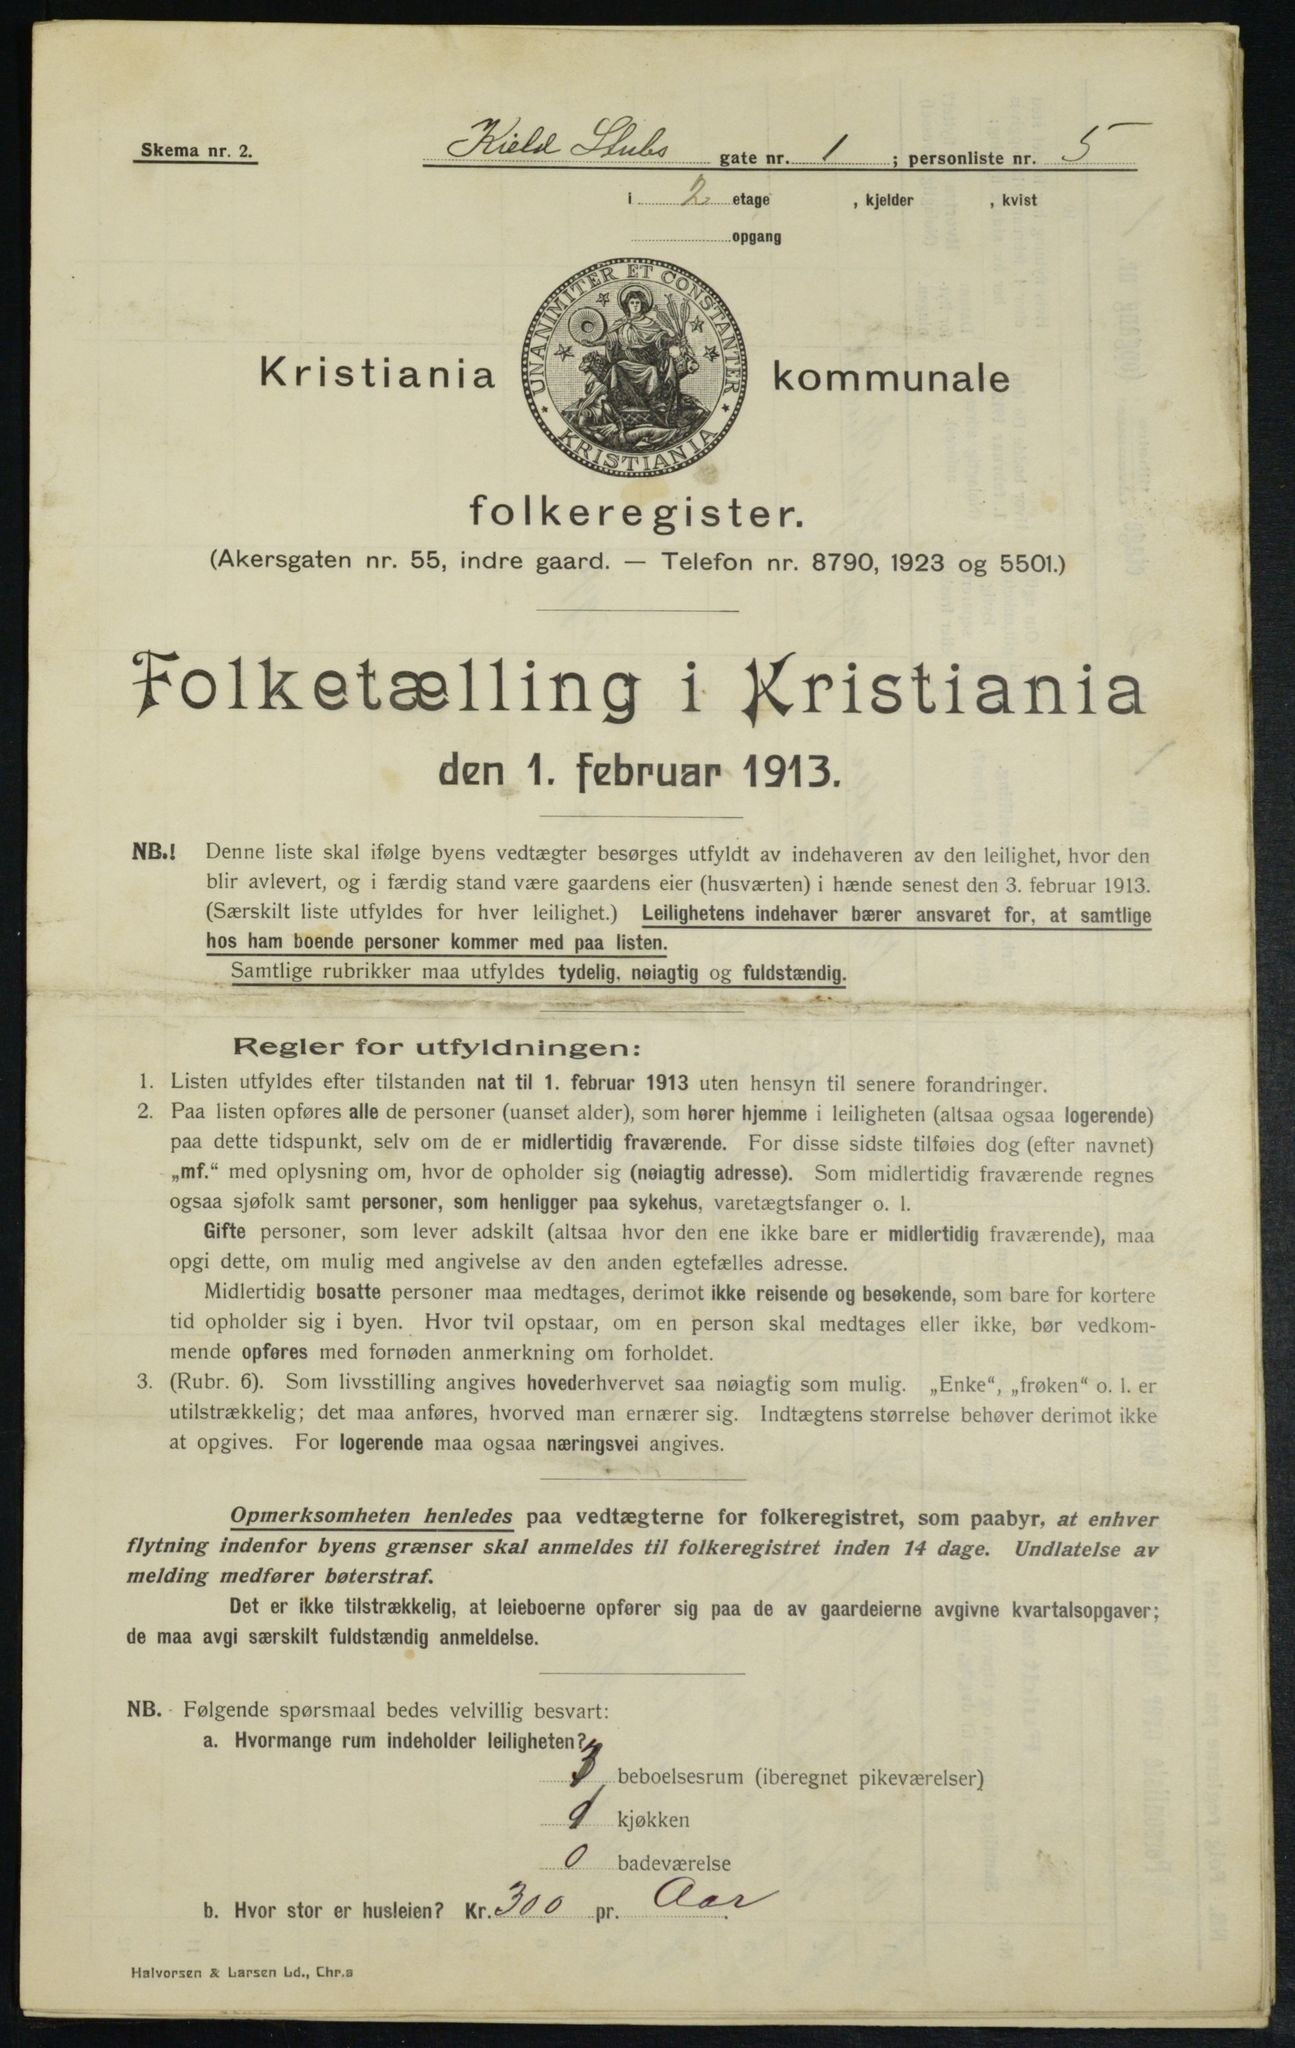 Skema nr. 2.
Kield Stubs gate nr. 1 ; personliste nr. 5
i 2 etage , kjelder , kvist
opgang
UNANIMITER ET CONSTANTER
KRISTIANIA
Kristiania kommunale
folkeregister.
(Akersgaten nr. 55, indre gaard. — Telefon nr. 8790, 1923 og 5501.)
Folketælling i Kristiania
den 1. februar 1913.
NB.! Denne liste skal ifølge byens vedtægter besørges utfyldt av indehaveren av den leilighet, hvor den
blir avlevert, og i færdig stand være gaardens eier (husværten) i hænde senest den 3. februar 1913.
(Særskilt liste utfyldes for hver leilighet.) Leilighetens indehaver bærer ansvaret for, at samtlige
hos ham boende personer kommer med paa listen.
Samtlige rubrikker maa utfyldes tydelig, nøiagtig og fuldstændig.
Regler for utfyldningen:
1. Listen utfyldes efter tilstanden nat til 1. februar 1913 uten hensyn til senere forandringer.
2. Paa listen opføres alle de personer (uanset alder), som hører hjemme i leiligheten (altsaa ogsaa logerende)
paa dette tidspunkt, selv om de er midlertidig fraværende. For disse sidste tilføies dog (efter navnet)
„mf.“ med oplysning om, hvor de opholder sig (nøiagtig adresse). Som midlertidig fraværende regnes
ogsaa sjøfolk samt personer, som henligger paa sykehus, varetægtsfanger o. l.
Gifte personer, som lever adskilt (altsaa hvor den ene ikke bare er midlertidig fraværende), maa
opgi dette, om mulig med angivelse av den anden egtefælles adresse.
Midlertidig bosatte personer maa medtages, derimot ikke reisende og besøkende, som bare for kortere
tid opholder sig i byen. Hvor tvil opstaar, om en person skal medtages eller ikke, bør vedkom-
mende opføres med fornøden anmerkning om forholdet.
3. (Rubr. 6). Som livsstilling angives hovederhvervet saa nøiagtig som mulig. „Enke“, „frøken“ o. l. er
utilstrækkelig; det maa anføres, hvorved man ernærer sig. Indtægtens størrelse behøver derimot ikke
at opgives. For logerende maa ogsaa næringsvei angives.
Opmerksomheten henledes paa vedtægterne for folkeregistret, som paabyr, at enhver
flytning indenfor byens grænser skal anmeldes til folkeregistret inden 14 dage. Undlatelse av
melding medfører bøterstraf.
Det er ikke tilstrækkelig, at leieboerne opfører sig paa de av gaardeierne avgivne kvartalsopgaver;
de maa avgi særskilt fuldstændig anmeldelse.
NB. Følgende spørsmaal bedes velvillig besvart:
a. Hvormange rum indeholder leiligheten?
3 beboelsesrum (iberegnet pikeværelser)
kjøkken
0 badeværelse
b. Hvor stor er husleien? Kr. 300 pr. Aar
Halvorsen & Larsen Ld., Chr.a